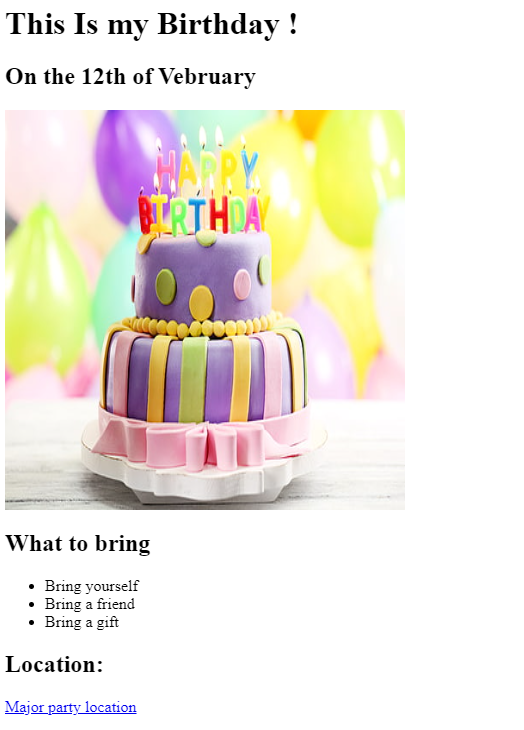 This Is my Birthday !
On the 12th of Vebruary
HAPPY
BIRTHDAY
What to bring
Bring yourself
Bring a friend
Bring a gift
Location:
Major party location